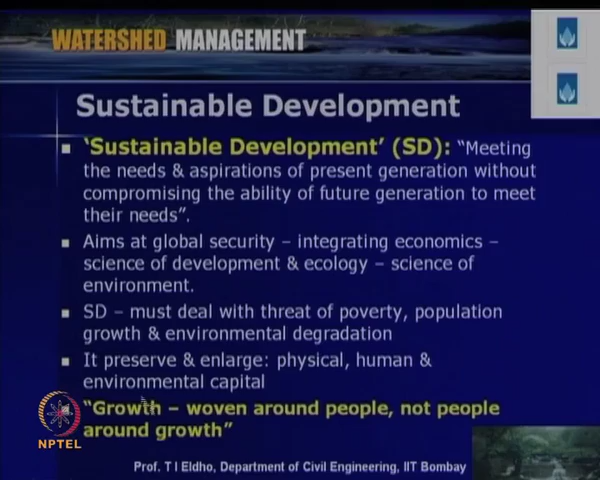 WATERSHED MANAGEMENT
Sustainable Development
‘Sustainable Development’ (SD): “Meeting
the needs & aspirations of present generation without
compromising the ability of future generation to meet
their needs”.
Aims at global security – integrating economics –
science of development & ecology – science of
environment.
SD – must deal with threat of poverty, population
growth & environmental degradation
It preserve & enlarge: physical, human &
environmental capital
“Growth – woven around people, not people
around growth”
NPTEL
Prof. T I Eldho, Department of Civil Engineering, IIT Bombay